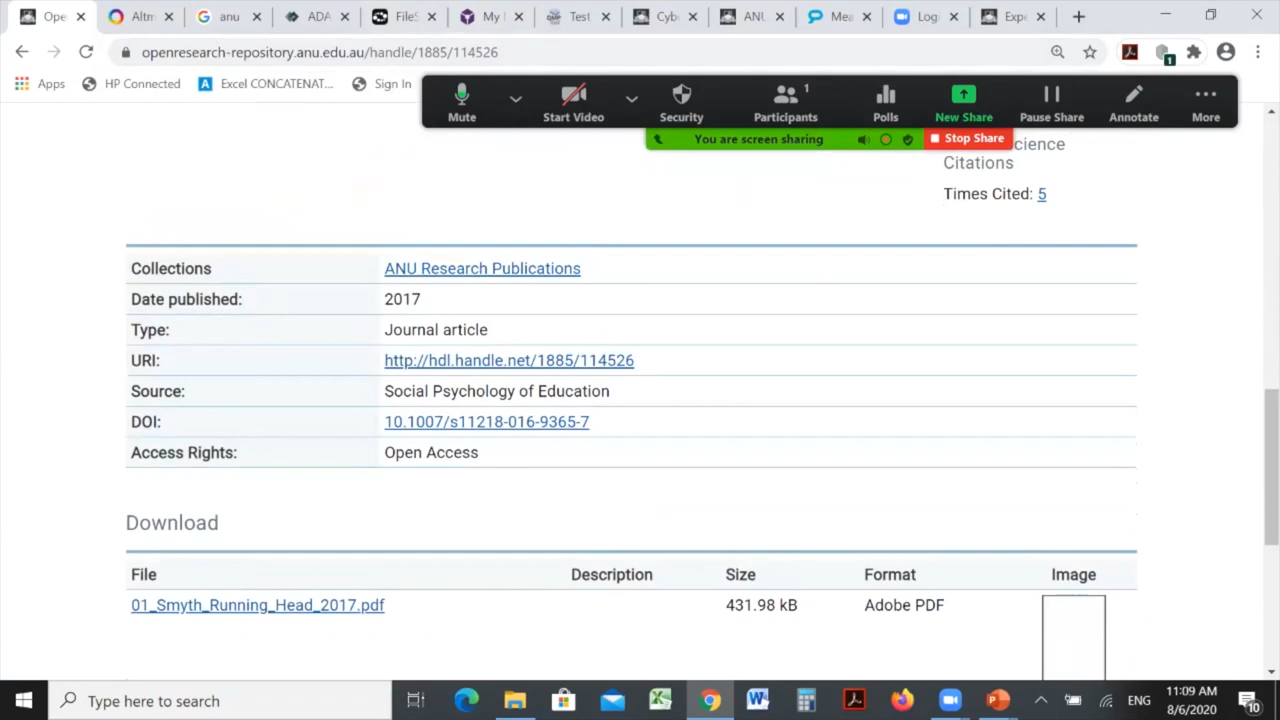 Ope
Altm
anu
ADA
FileS
My I
Test
Cyb
ANU
Mea
Logi
Expe
openresearch-repository.anu.edu.au/handle/1885/114526
1
Apps
HP Connected
Excel CONCATENAT...
Sign In
1
Mute
Start Video
Security
Participants
Polls
New Share
Pause Share
Annotate
More
You are screen sharing
Stop Share
cience
Citations
Times Cited: 5
Collections ANU Research Publications
Date published: 2017
Type: Journal article
URI: http://hdl.handle.net/1885/114526
Source: Social Psychology of Education
DOI: 10.1007/s11218-016-9365-7
Access Rights: Open Access
Download
File Description Size Format Image
01_Smyth_Running_Head_2017.pdf 431.98 kB Adobe PDF
Type here to search
ENG
11:09 AM
8/6/2020
10